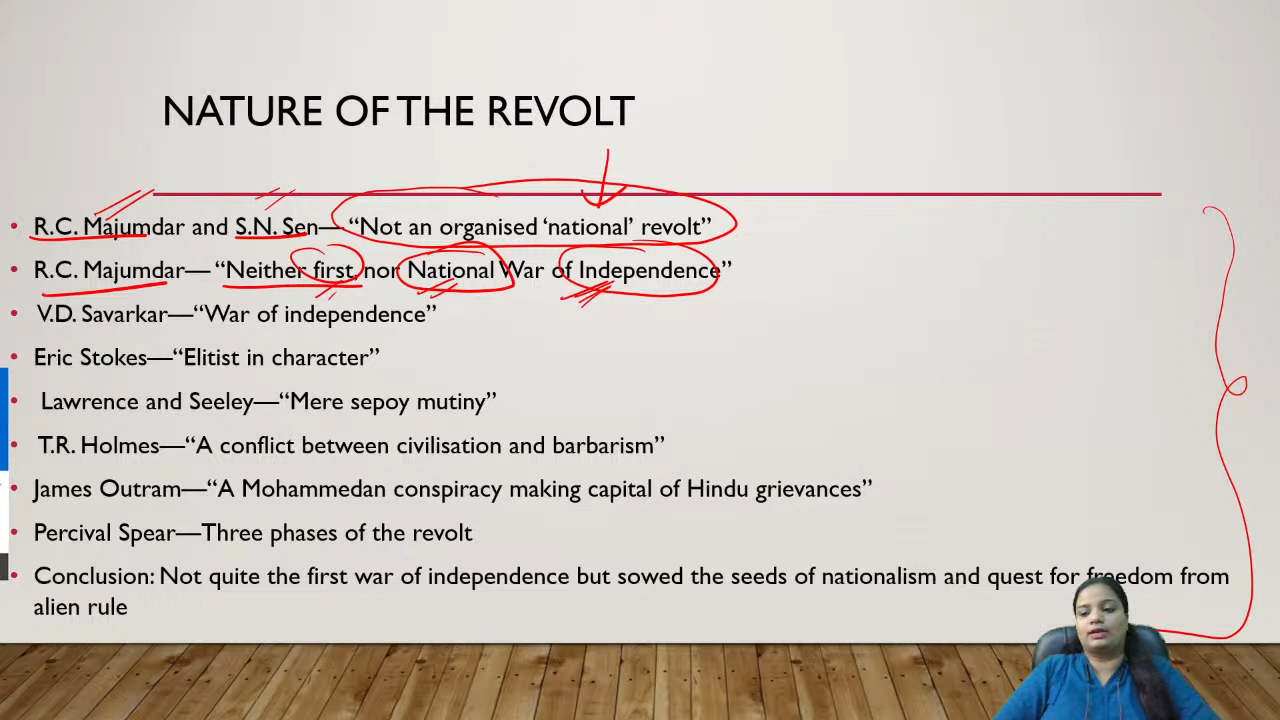 NATURE OF THE REVOLT
• R.C. Majumdar and S.N. Sen—“Not an organised ‘national’ revolt”
• R.C. Majumdar— “Neither first, nor National War of Independence”
• V.D. Savarkar—“War of independence”
• Eric Stokes—“Elitist in character”
• Lawrence and Seeley—“Mere sepoy mutiny”
• T.R. Holmes—“A conflict between civilisation and barbarism”
• James Outram—“A Mohammedan conspiracy making capital of Hindu grievances”
• Percival Spear—Three phases of the revolt
• Conclusion: Not quite the first war of independence but sowed the seeds of nationalism and quest for freedom from
alien rule